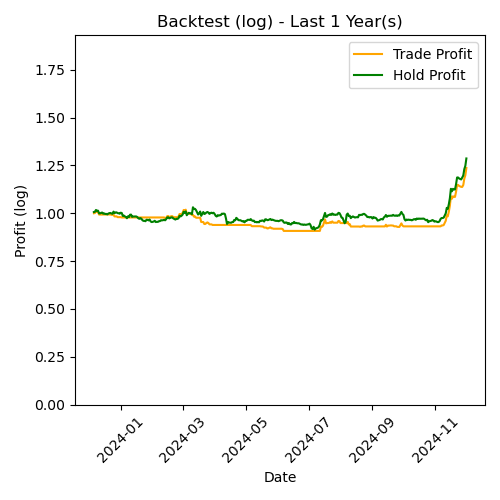 Backtest (log) - Last 1 Year(s)
Trade Profit
Hold Profit
Profit (log)
1.75
1.50
1.25
1.00
0.75
0.50
0.25
0.00
2024-01
2024-03
2024-05
2024-07
2024-09
2024-11
Date